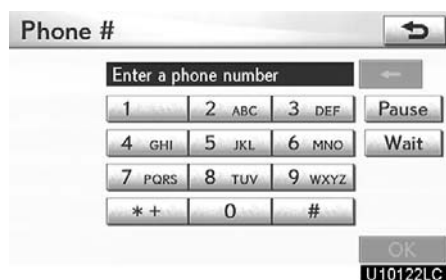 Phone #
Enter a phone number
1 2 ABC 3 DEF Pause
4 GHI 5 JKL 6 MNO Wait
7 PQRS 8 TUV 9 WXYZ
* + 0 #
OK
U10122LC